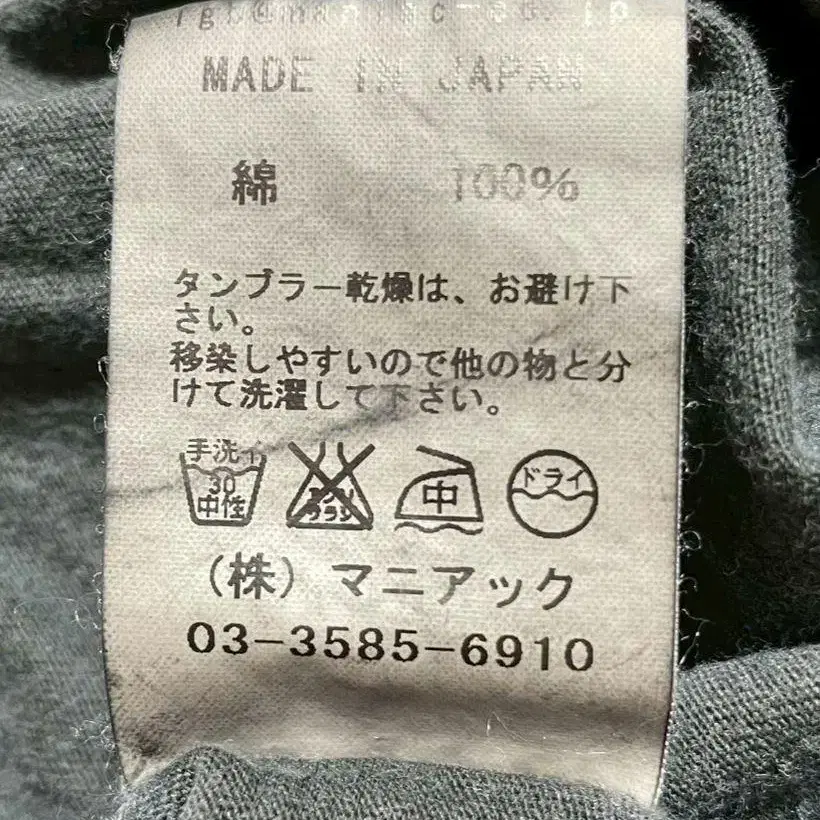 MADE IN JAPAN
綿 100%
タンブラー乾燥は、お避け下
さい。
移染しやすいので他の物と分
けて洗濯して下さい。
手洗イ
30
中性
中
ドライ
(株)マニアック
03-3585-6910